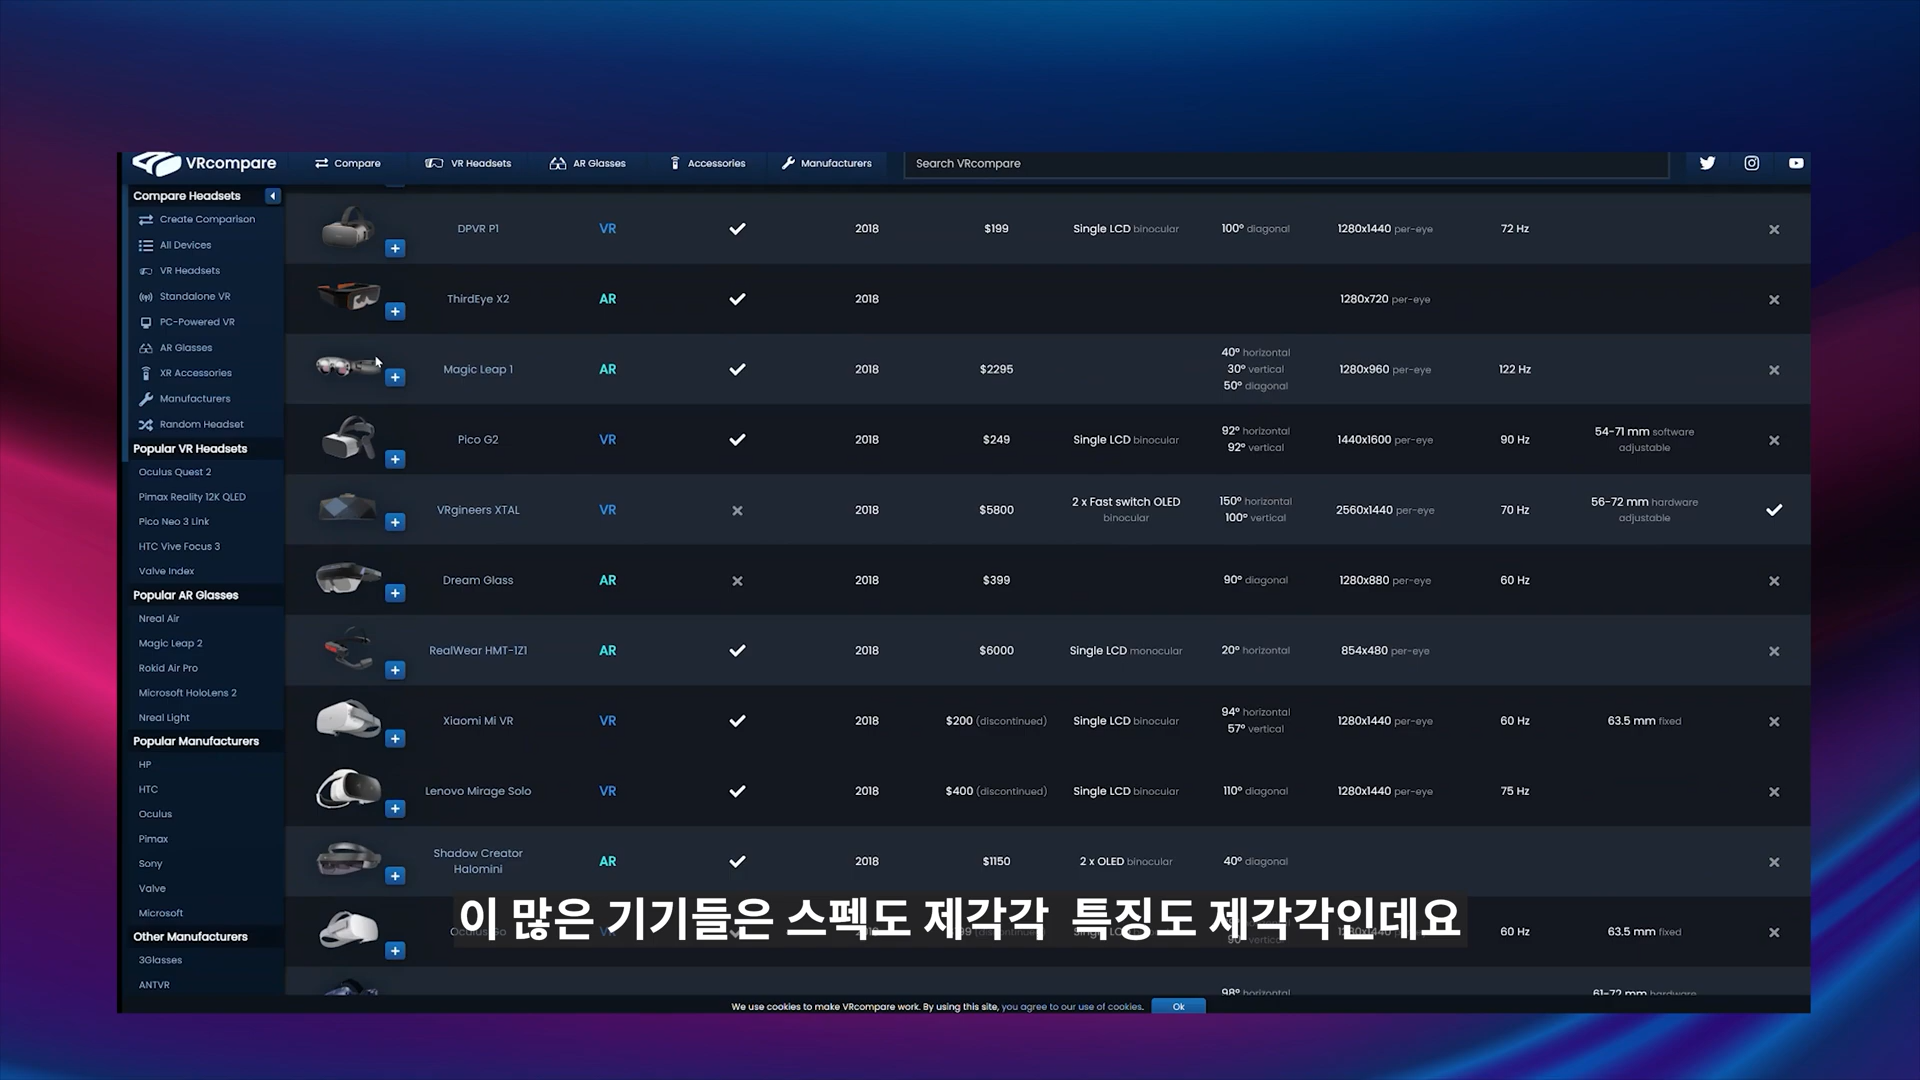 VRcompare
Compare
VR Headsets
AR Glasses
Accessories
Manufacturers
Search VRcompare
Compare Headsets
Create Comparison
All Devices
VR Headsets
Standalone VR
PC-Powered VR
AR Glasses
XR Accessories
Manufacturers
Random Headset
Popular VR Headsets
Oculus Quest 2
Pimax Reality 12K QLED
Pico Neo 3 Link
HTC Vive Focus 3
Valve Index
Popular AR Glasses
Nreal Air
Magic Leap 2
Rokid Air Pro
Microsoft HoloLens 2
Nreal Light
Popular Manufacturers
HP
HTC
Oculus
Pimax
Sony
Valve
Microsoft
Other Manufacturers
3Glasses
ANTVR
DPVR P1 VR 2018 $199 Single LCD binocular 100° diagonal 1280x1440 per-eye 72 Hz
ThirdEye X2 AR 2018 1280x720 per-eye
Magic Leap 1 AR 2018 $2295 40° horizontal 30° vertical 50° diagonal 1280x960 per-eye 122 Hz
Pico G2 VR 2018 $249 Single LCD binocular 92° horizontal 92° vertical 1440x1600 per-eye 90 Hz 54-71 mm software adjustable
VRgineers XTAL VR 2018 $5800 2 x Fast switch OLED binocular 150° horizontal 100° vertical 2560x1440 per-eye 70 Hz 56-72 mm hardware adjustable
Dream Glass AR 2018 $399 90° diagonal 1280x880 per-eye 60 Hz
RealWear HMT-1Z1 AR 2018 $6000 Single LCD monocular 20° horizontal 854x480 per-eye
Xiaomi Mi VR VR 2018 $200 (discontinued) Single LCD binocular 94° horizontal 57° vertical 1280x1440 per-eye 60 Hz 63.5 mm fixed
Lenovo Mirage Solo VR 2018 $400 (discontinued) Single LCD binocular 110° diagonal 1280x1440 per-eye 75 Hz
Shadow Creator Halomini AR 2018 $1150 2 x OLED binocular 40° diagonal
60 Hz 63.5 mm fixed
이 많은 기기들은 스펙도 제각각 특징도 제각각인데요
98° horizontal 61-72 mm hardware
We use cookies to make VRcompare work. By using this site, you agree to our use of cookies. Ok